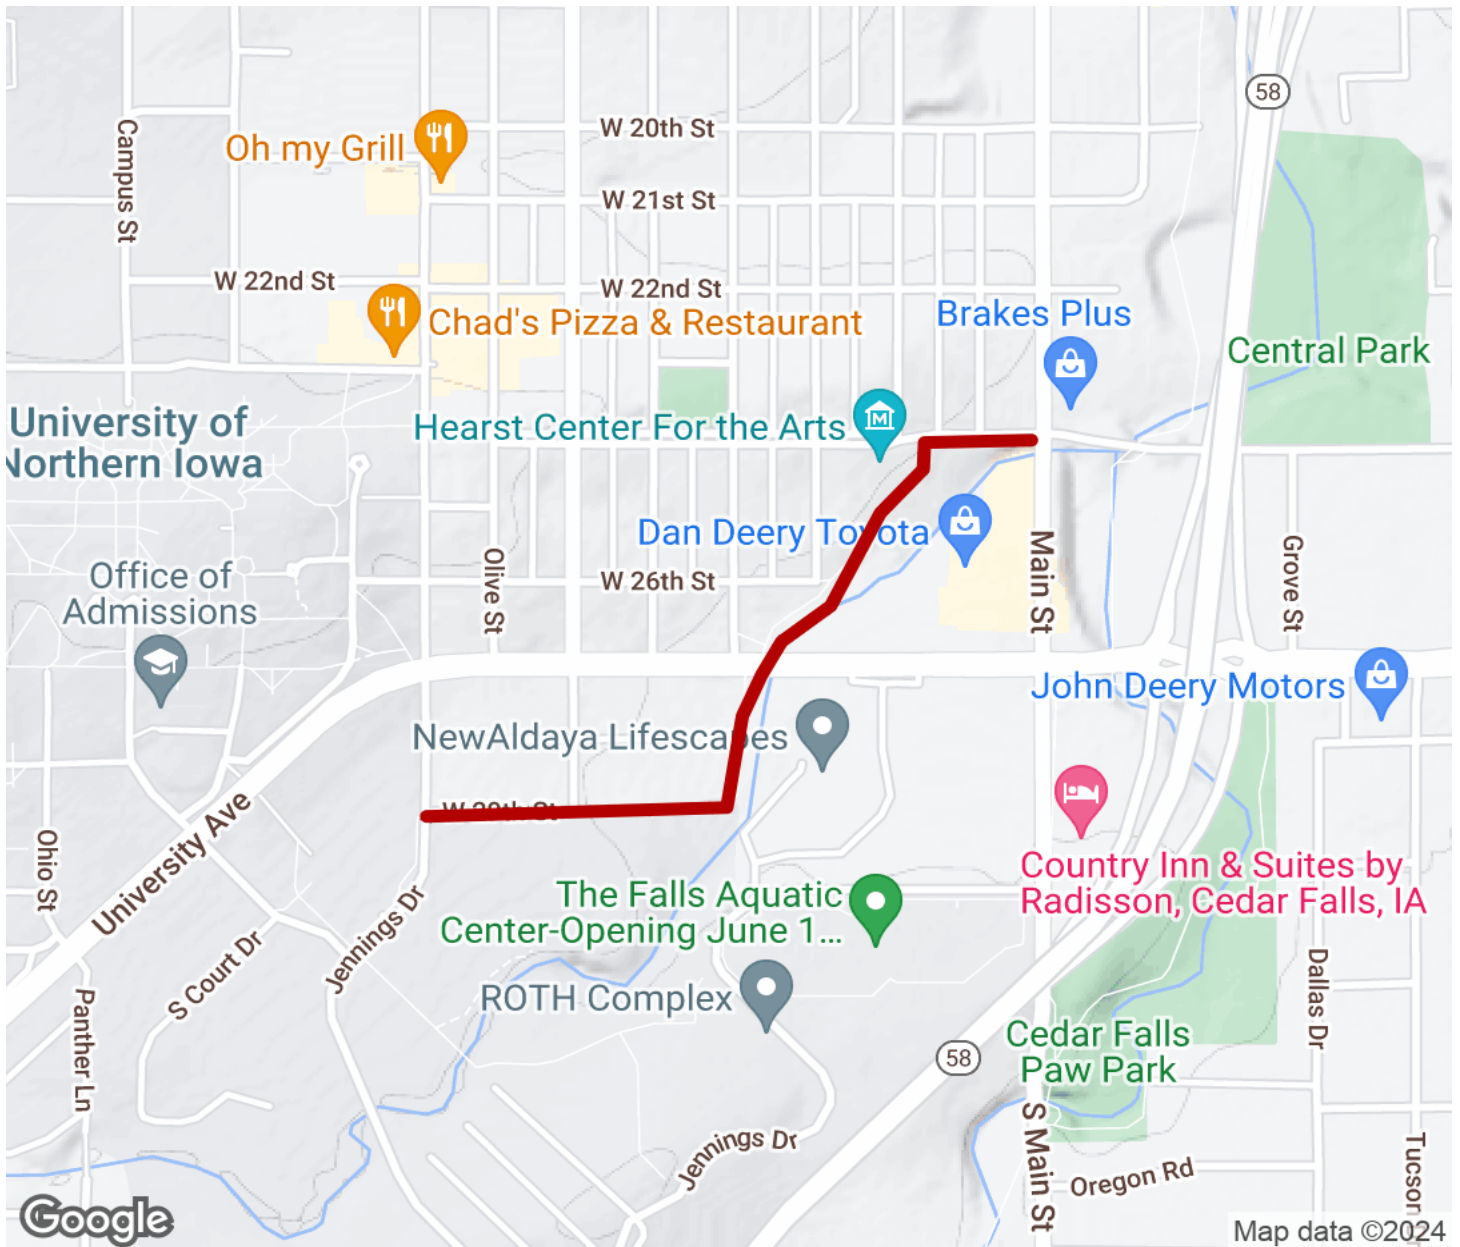 58
Campus St
W 20th St
Oh my Grill
W 21st St
W 22nd St
W 22nd St
Brakes Plus
Chad's Pizza & Restaurant
Central Park
University of
Northern Iowa
Hearst Center For the Arts
Dan Deery Toyota
Main St
Grove St
Olive St
W 26th St
Office of
Admissions
John Deery Motors
NewAldaya Lifescapes
University Ave
Ohio St
Country Inn & Suites by
Radisson, Cedar Falls, IA
The Falls Aquatic
Center-Opening June 1...
Jennings Dr
S Court Dr
ROTH Complex
Panther Ln
Dallas Dr
Cedar Falls
Paw Park
58
Jennings Dr
S Main St
Oregon Rd
Tucson
Google
Map data ©2024